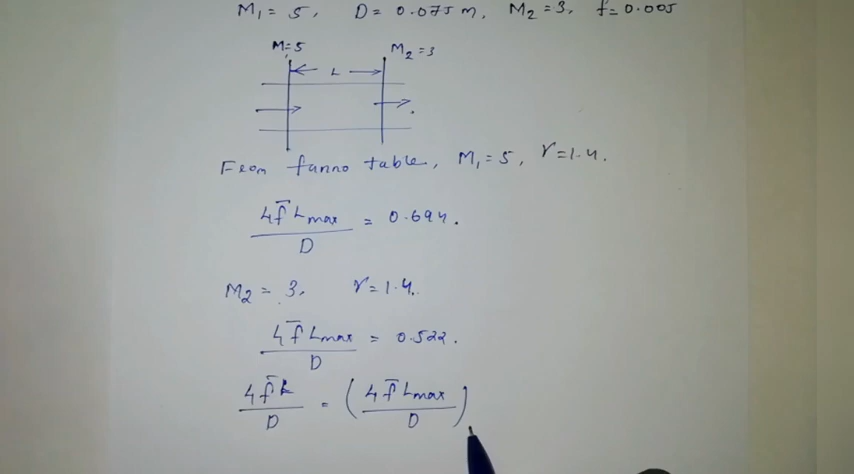 M₁ = 5, D = 0.075 m, M₂ = 3, f̄ = 0.005
M=5 M₂=3
L
From fanno table, M₁ = 5, γ = 1.4.
4f̄ Lmax / D = 0.694.
M₂ = 3, γ = 1.4.
4f̄ Lmax / D = 0.522.
4f̄L / D = (4f̄ Lmax / D)